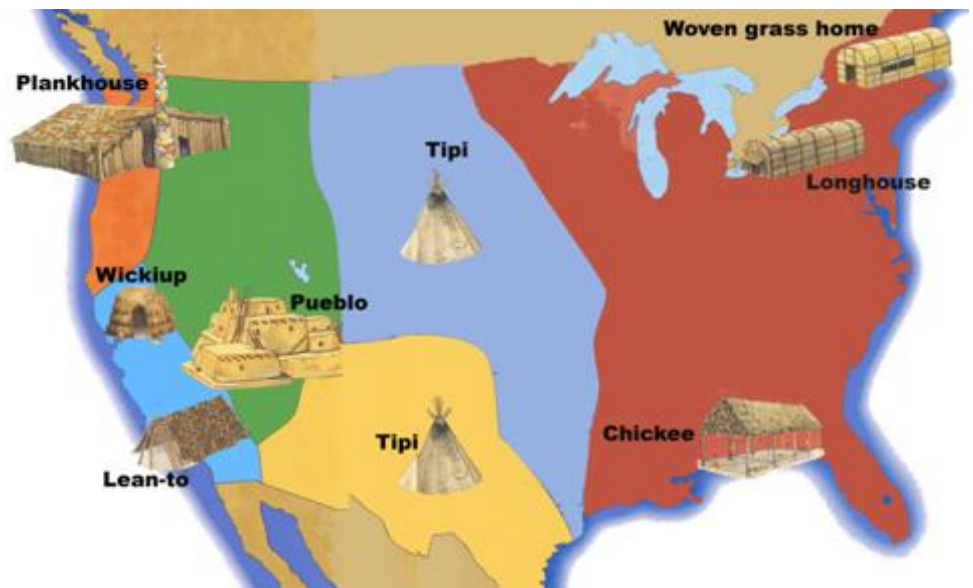 Woven grass home
Plankhouse
Tipi
Longhouse
Wickiup
Pueblo
Chickee
Tipi
Lean-to